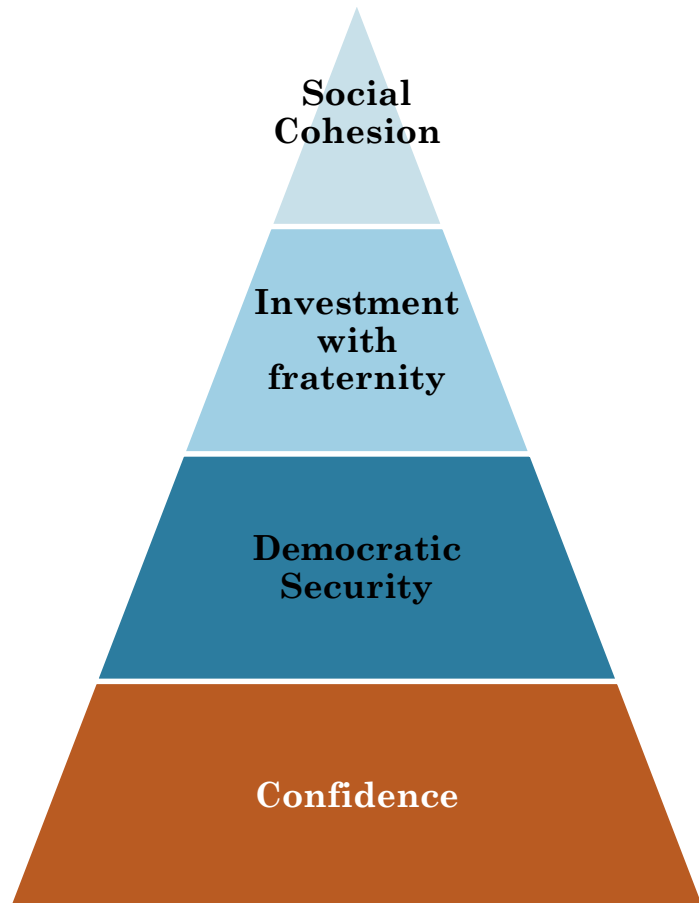 Social
Cohesion
Investment
with
fraternity
Democratic
Security
Confidence